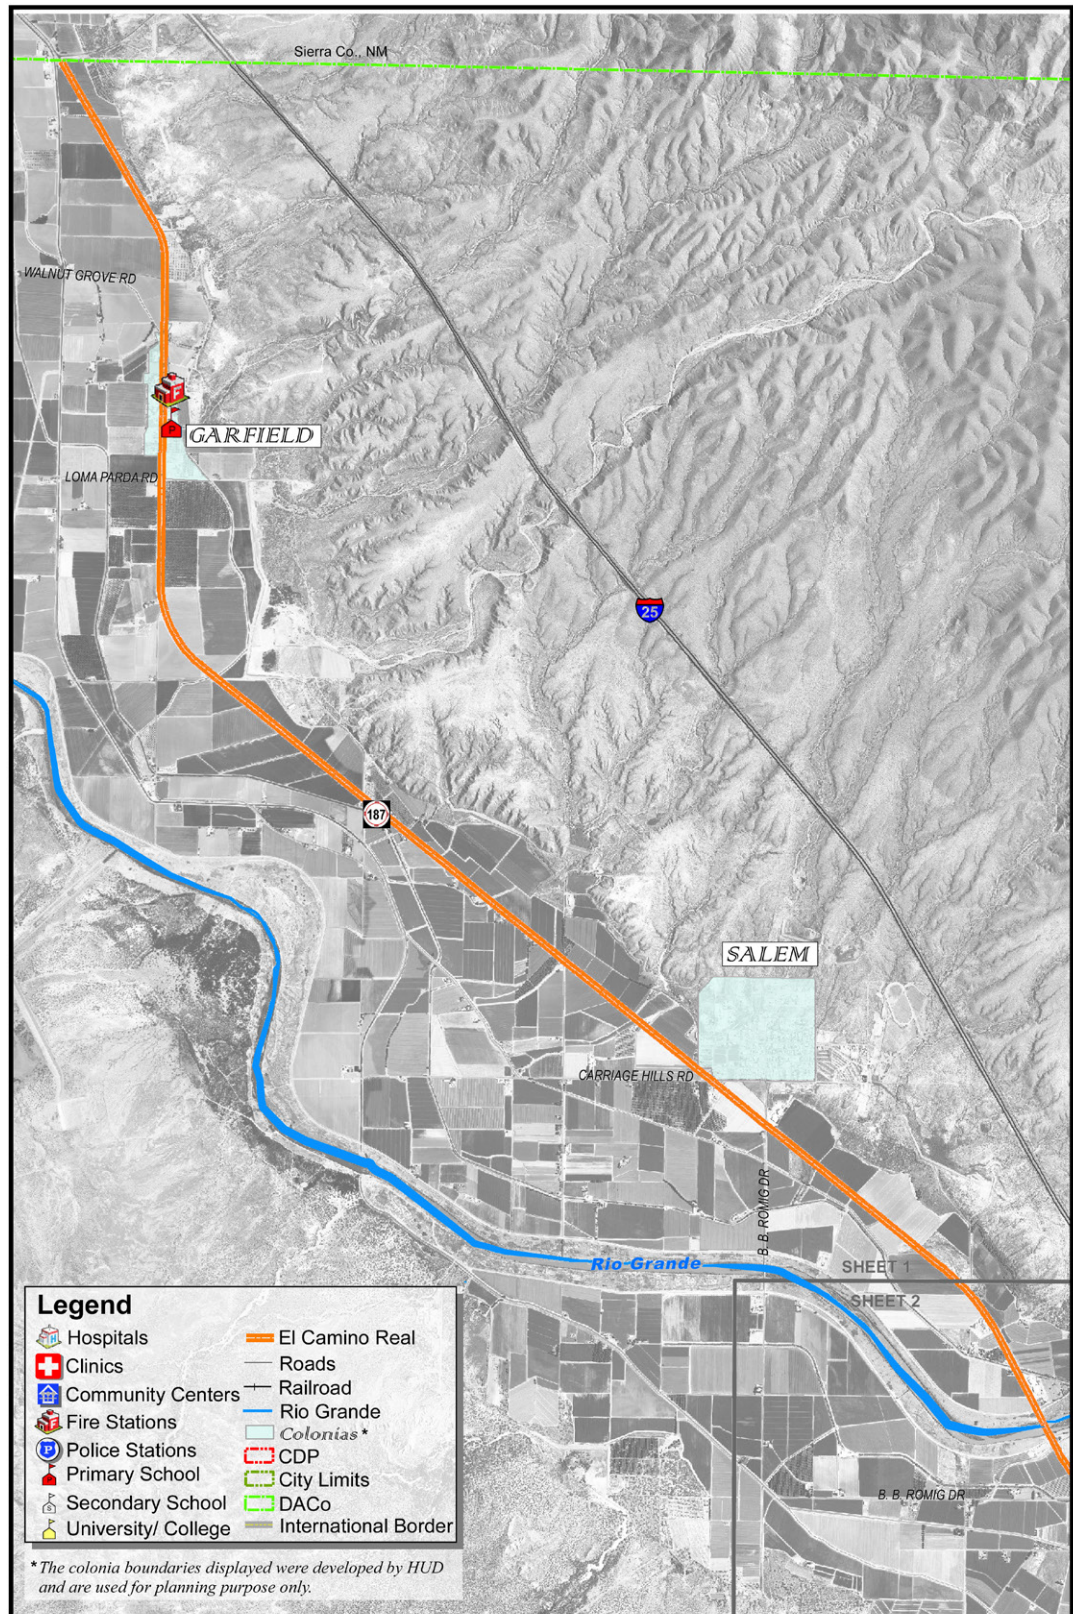 Sierra Co., NM
WALNUT GROVE RD
F
P
GARFIELD
LOMA PARDA RD
25
187
SALEM
CARRIAGE HILLS RD
B. B. ROMIG DR
Rio Grande
SHEET 1
SHEET 2
B. B. ROMIG DR
Legend
H Hospitals
Clinics
Community Centers
F Fire Stations
P Police Stations
P Primary School
S Secondary School
University/ College
El Camino Real
Roads
Railroad
Rio Grande
Colonias *
CDP
City Limits
DACo
International Border
* The colonia boundaries displayed were developed by HUD
and are used for planning purpose only.